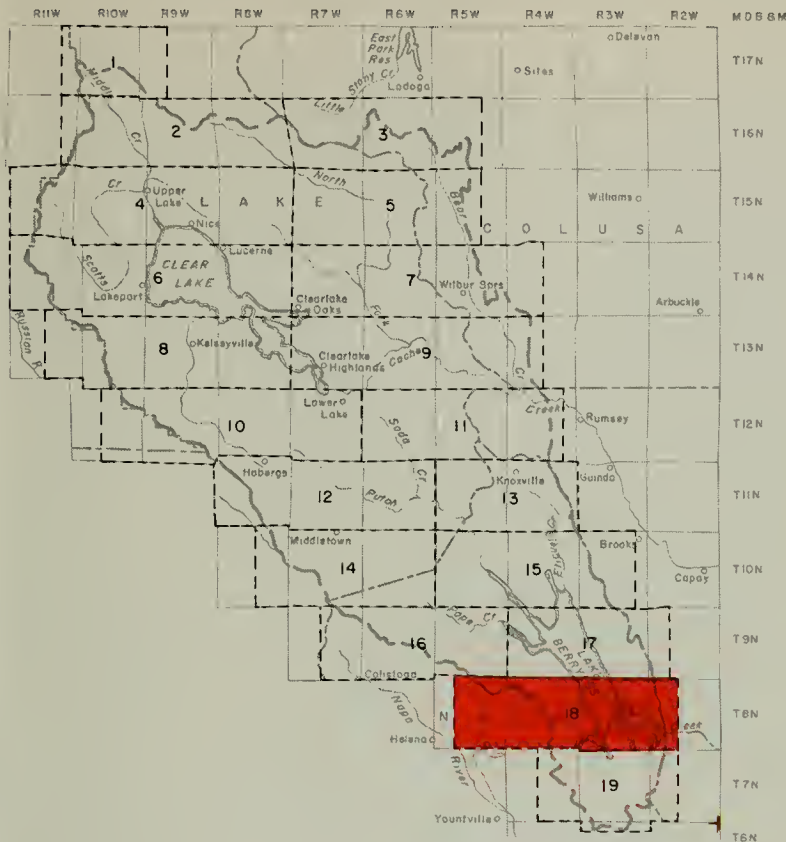 R11W R10W R9W R8W R7W R6W R5W R4W R3W R2W M D B & M
East Park Res
Delevan
T17N
1
Stony Cr
Sites
Ladoga
Middle
Little
2
3
T16N
Cr
North
Cr
Upper Lake
L A K E
Bear
Williams
T15N
4
5
Nice
C O L U S A
Lucerne
Scotts
CLEAR LAKE
7
Wilbur Sprs
T14N
6
Lakeport
Clearlake Oaks
Fork
Arbuckle
Russian R
8
Kelseyville
9
Cr
T13N
Clearlake Highlands
Cache
Lower Lake
Creek
Rumsey
10
Soda
11
T12N
Hobergs
Cr
Knoxville
Guinda
12
13
T11N
Putah
Middletown
Brooks
14
15
T10N
Capay
Pope Cr
16
17
T9N
LAKE BERRYESSA
Calistoga
Napa
N
18
T8N
Helena
River
19
T7N
Yountville
T6N